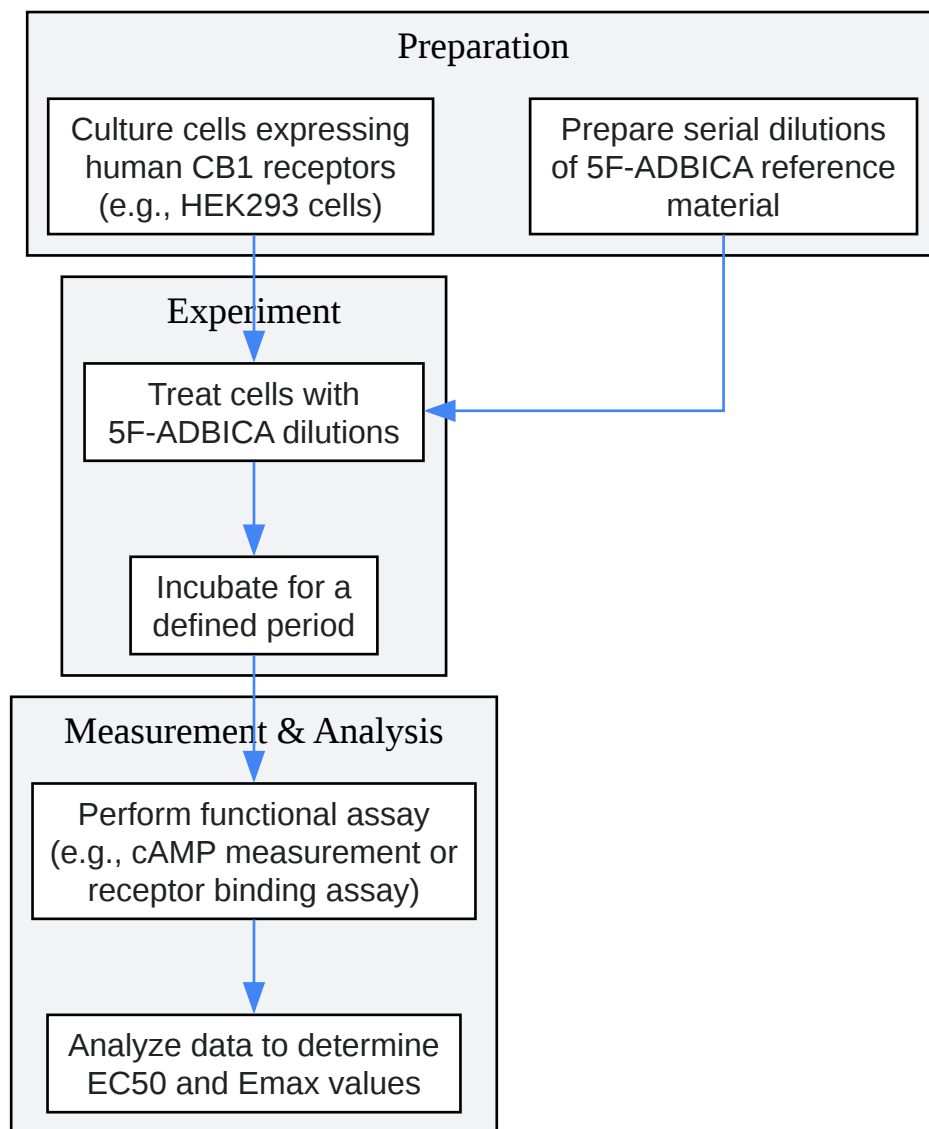 Preparation
Culture cells expressing
human CB1 receptors
(e.g., HEK293 cells)
Prepare serial dilutions
of 5F-ADBICA reference
material
Experiment
Treat cells with
5F-ADBICA dilutions
Incubate for a
defined period
Measurement & Analysis
Perform functional assay
(e.g., cAMP measurement or
receptor binding assay)
Analyze data to determine
EC50 and Emax values